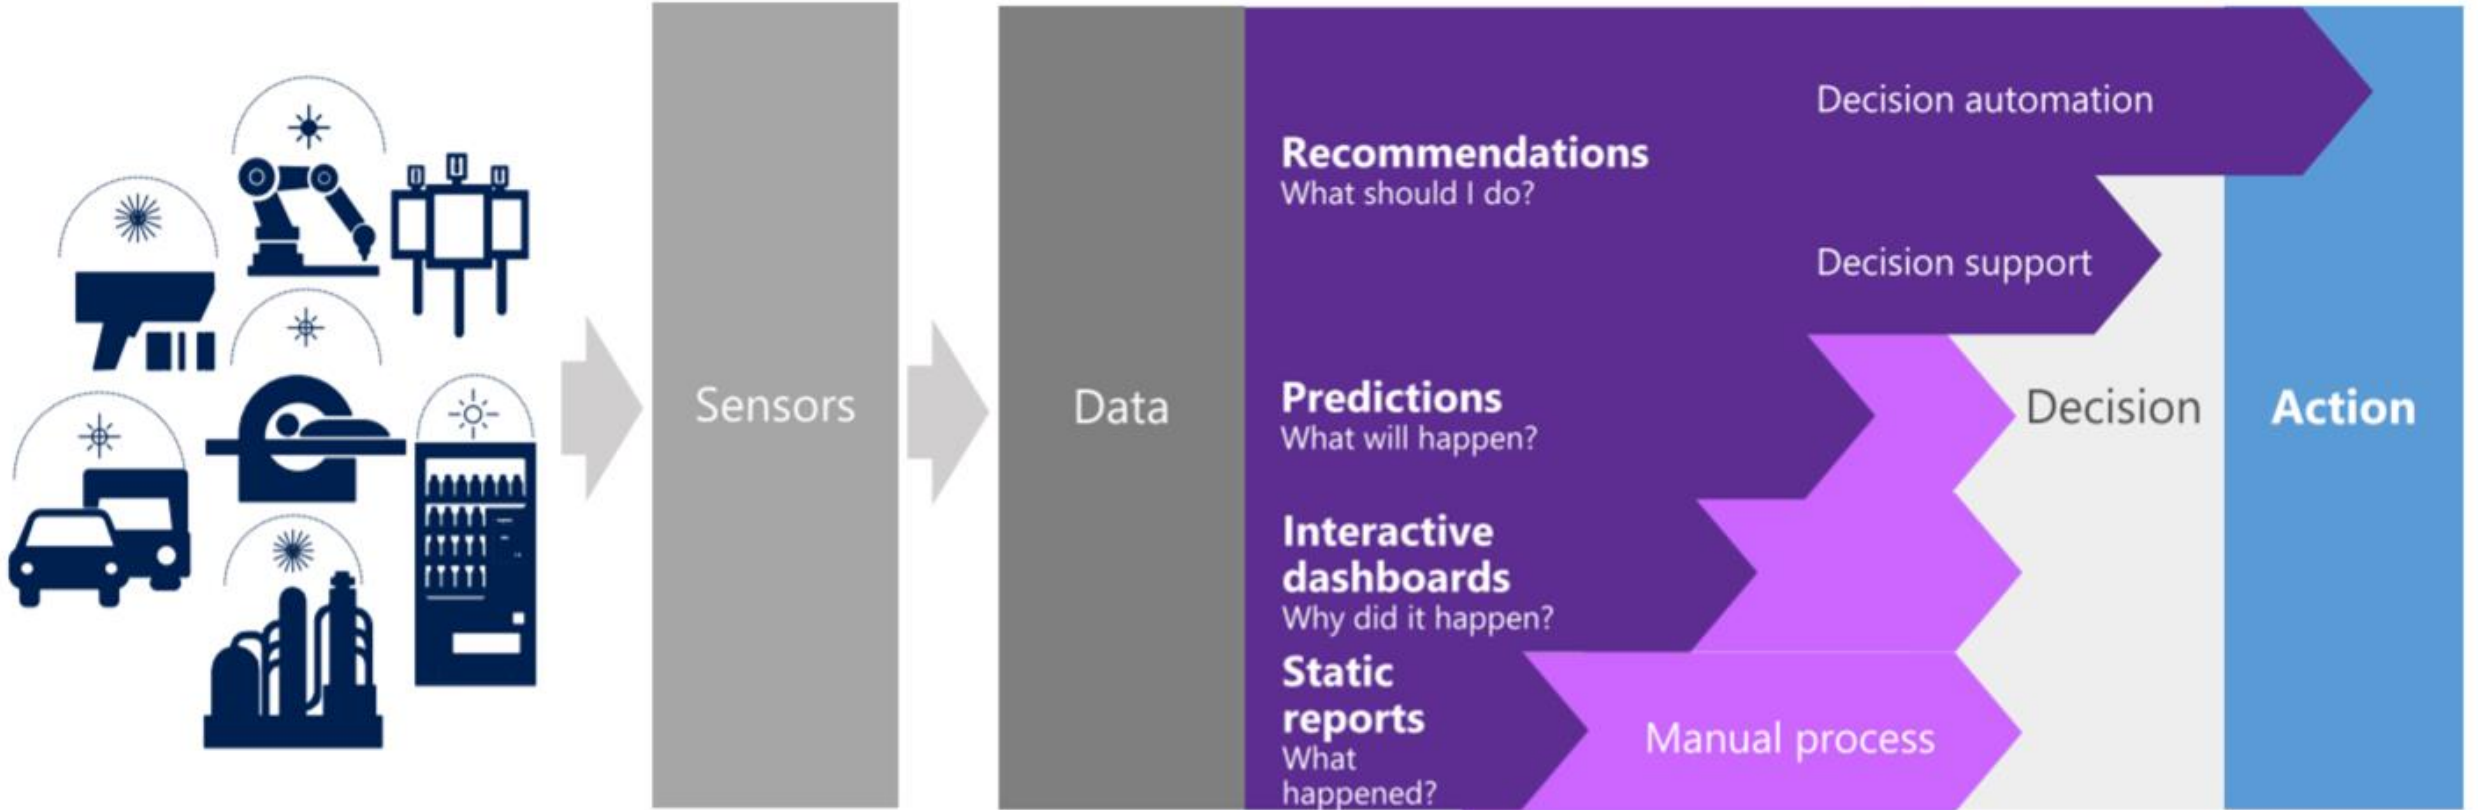 Sensors
Data
Recommendations
What should I do?
Decision automation
Decision support
Predictions
What will happen?
Interactive
dashboards
Why did it happen?
Static
reports
What
happened?
Manual process
Decision
Action